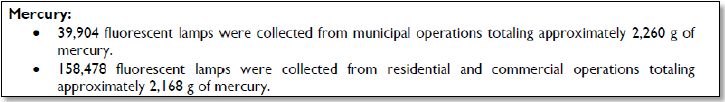 Mercury:
• 39,904 fluorescent lamps were collected from municipal operations totaling approximately 2,260 g of
mercury.
• 158,478 fluorescent lamps were collected from residential and commercial operations totaling
approximately 2,168 g of mercury.